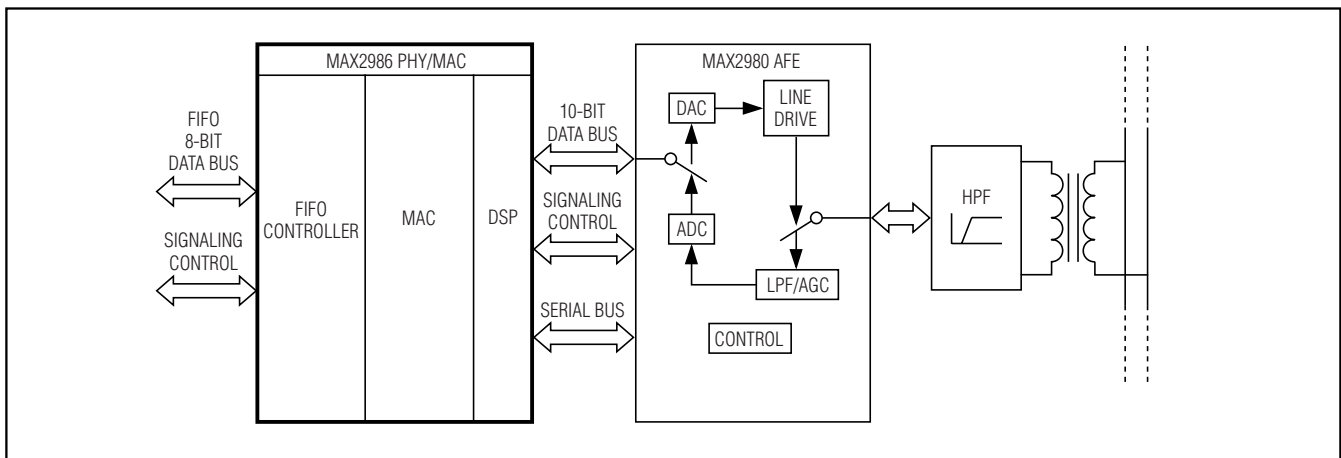 MAX2986 PHY/MAC
FIFO
8-BIT
DATA BUS
SIGNALING
CONTROL
FIFO
CONTROLLER
MAC
DSP
10-BIT
DATA BUS
SIGNALING
CONTROL
SERIAL BUS
MAX2980 AFE
DAC
LINE
DRIVE
ADC
LPF/AGC
CONTROL
HPF